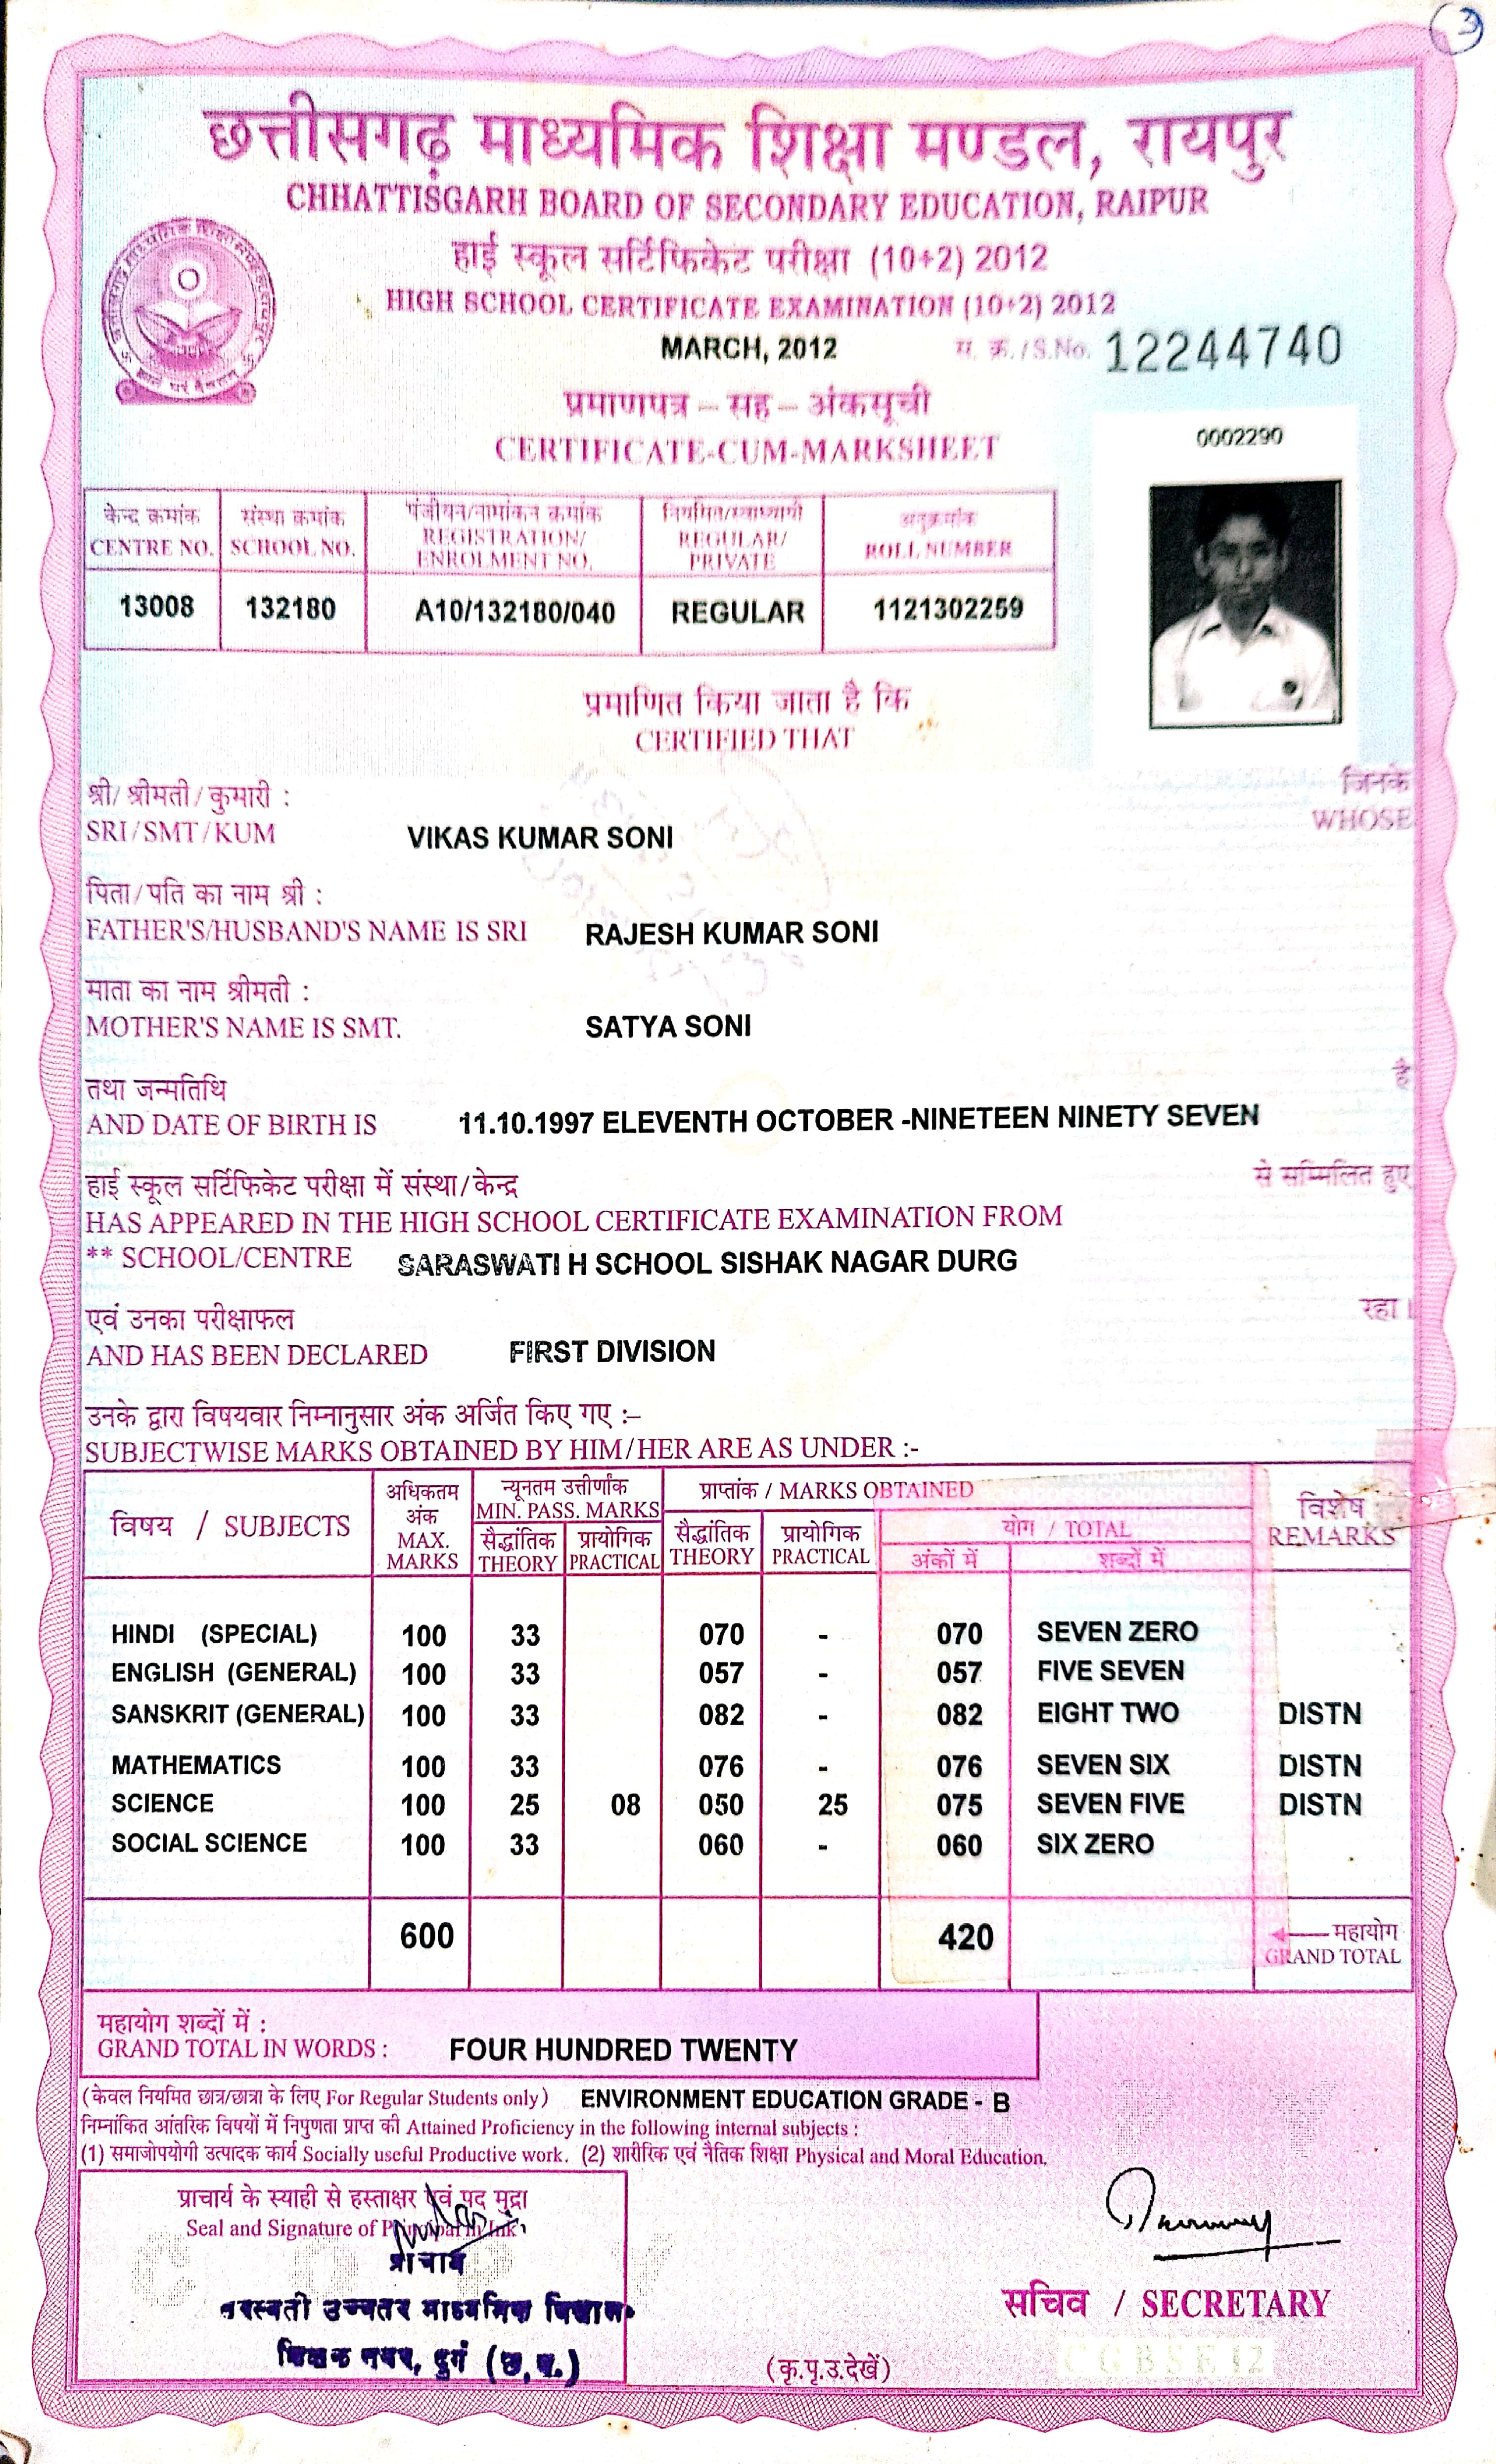 3
छत्तीसगढ़ माध्यमिक शिक्षा मण्डल, रायपुर
CHHATTISGARH BOARD OF SECONDARY EDUCATION, RAIPUR
हाई स्कूल सर्टिफिकेट परीक्षा (10+2) 2012
HIGH SCHOOL CERTIFICATE EXAMINATION (10+2) 2012
MARCH, 2012 स. क्र. / S.No. 12244740
प्रमाणपत्र – सह – अंकसूची
CERTIFICATE-CUM-MARKSHEET
0002290
केन्द्र क्रमांक संस्था क्रमांक पंजीयन/नामांकन क्रमांक नियमित/स्वाध्यायी अनुक्रमांक
CENTRE NO. SCHOOL NO. REGISTRATION/ ENROLMENT NO. REGULAR/ PRIVATE ROLL NUMBER
13008 132180 A10/132180/040 REGULAR 1121302259
प्रमाणित किया जाता है कि
CERTIFIED THAT
श्री/ श्रीमती / कुमारी : जिनके
SRI/SMT/KUM VIKAS KUMAR SONI WHOSE
पिता/पति का नाम श्री :
FATHER'S/HUSBAND'S NAME IS SRI RAJESH KUMAR SONI
माता का नाम श्रीमती :
MOTHER'S NAME IS SMT. SATYA SONI
तथा जन्मतिथि है
AND DATE OF BIRTH IS 11.10.1997 ELEVENTH OCTOBER -NINETEEN NINETY SEVEN
हाई स्कूल सर्टिफिकेट परीक्षा में संस्था/केन्द्र से सम्मिलित हुए
HAS APPEARED IN THE HIGH SCHOOL CERTIFICATE EXAMINATION FROM
** SCHOOL/CENTRE SARASWATI H SCHOOL SISHAK NAGAR DURG
एवं उनका परीक्षाफल रहा।
AND HAS BEEN DECLARED FIRST DIVISION
उनके द्वारा विषयवार निम्नानुसार अंक अर्जित किए गए :–
SUBJECTWISE MARKS OBTAINED BY HIM/HER ARE AS UNDER :-
विषय / SUBJECTS अधिकतम अंक MAX. MARKS न्यूनतम उत्तीर्णांक MIN. PASS. MARKS प्राप्तांक / MARKS OBTAINED विशेष REMARKS
सैद्धांतिक THEORY प्रायोगिक PRACTICAL सैद्धांतिक THEORY प्रायोगिक PRACTICAL योग / TOTAL
अंकों में शब्दों में
HINDI (SPECIAL) 100 33 070 - 070 SEVEN ZERO
ENGLISH (GENERAL) 100 33 057 - 057 FIVE SEVEN
SANSKRIT (GENERAL) 100 33 082 - 082 EIGHT TWO DISTN
MATHEMATICS 100 33 076 - 076 SEVEN SIX DISTN
SCIENCE 100 25 08 050 25 075 SEVEN FIVE DISTN
SOCIAL SCIENCE 100 33 060 - 060 SIX ZERO
600 420 महायोग
GRAND TOTAL
महायोग शब्दों में :
GRAND TOTAL IN WORDS : FOUR HUNDRED TWENTY
(केवल नियमित छात्र/छात्रा के लिए For Regular Students only) ENVIRONMENT EDUCATION GRADE - B
निम्नांकित आंतरिक विषयों में निपुणता प्राप्त की Attained Proficiency in the following internal subjects :
(1) समाजोपयोगी उत्पादक कार्य Socially useful Productive work. (2) शारीरिक एवं नैतिक शिक्षा Physical and Moral Education.
प्राचार्य के स्याही से हस्ताक्षर एवं पद मुद्रा
Seal and Signature of Principal in Ink
प्राचार्य
सरस्वती उच्चतर माध्यमिक विद्यालय
शिक्षक नगर, दुर्ग (छ.ग.)
सचिव / SECRETARY
C G B S E 12
(कृ.पृ.उ.देखें)